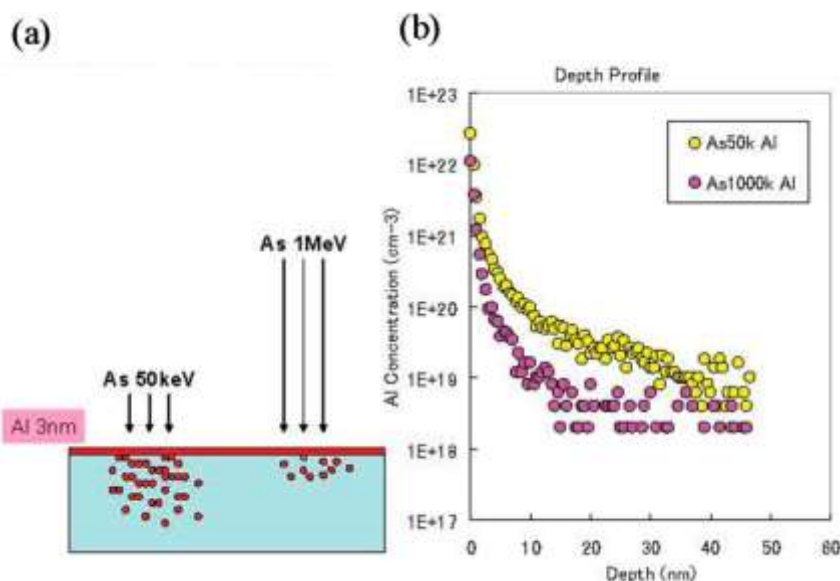 (a)
As 1MeV
As 50keV
Al 3nm
(b)
Depth Profile
As50k Al
As1000k Al
Al Concentration (cm-3)
1E+23
1E+22
1E+21
1E+20
1E+19
1E+18
1E+17
0 10 20 30 40 50 60
Depth (nm)